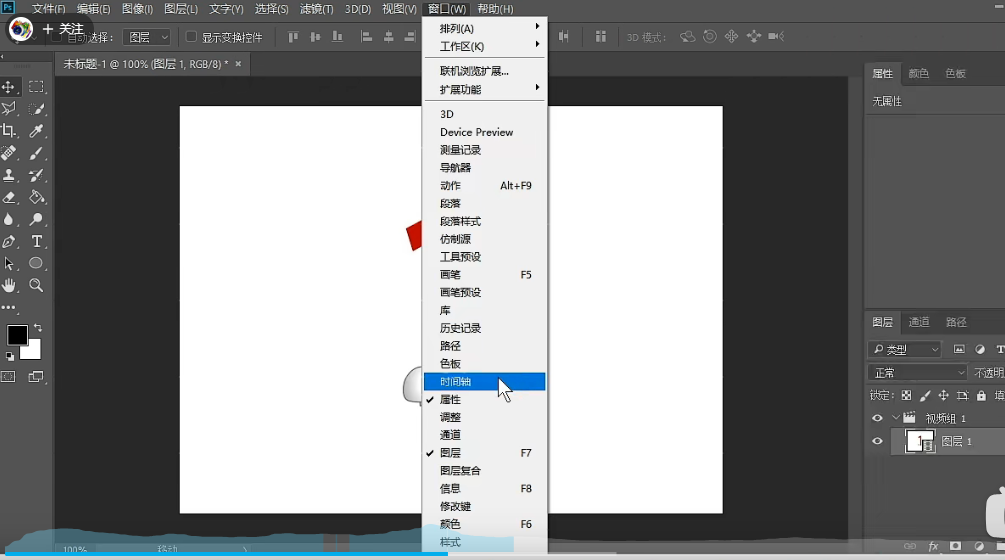 Ps 文件(F) 编辑(E) 图像(I) 图层(L) 文字(Y) 选择(S) 滤镜(T) 3D(D) 视图(V) 窗口(W) 帮助(H)
+ 关注
自动选择: 图层 显示变换控件 3D 模式:
未标题-1 @ 100% (图层 1, RGB/8) * ×
排列(A)
工作区(K)
联机浏览扩展...
扩展功能
3D
Device Preview
测量记录
导航器
动作 Alt+F9
段落
段落样式
仿制源
工具预设
画笔 F5
画笔预设
库
历史记录
路径
色板
时间轴
属性
调整
通道
图层 F7
图层复合
信息 F8
修改键
颜色 F6
样式
属性 颜色 色板
无属性
图层 通道 路径
类型
正常 不透明
锁定: 填
视频组 1
图层 1
fx
100%